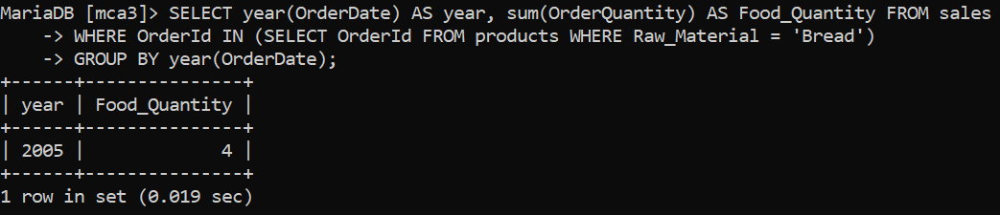 MariaDB [mca3]> SELECT year(OrderDate) AS year, sum(OrderQuantity) AS Food_Quantity FROM sales
    -> WHERE OrderId IN (SELECT OrderId FROM products WHERE Raw_Material = 'Bread')
    -> GROUP BY year(OrderDate);
+------+---------------+
| year | Food_Quantity |
+------+---------------+
| 2005 |             4 |
+------+---------------+
1 row in set (0.019 sec)